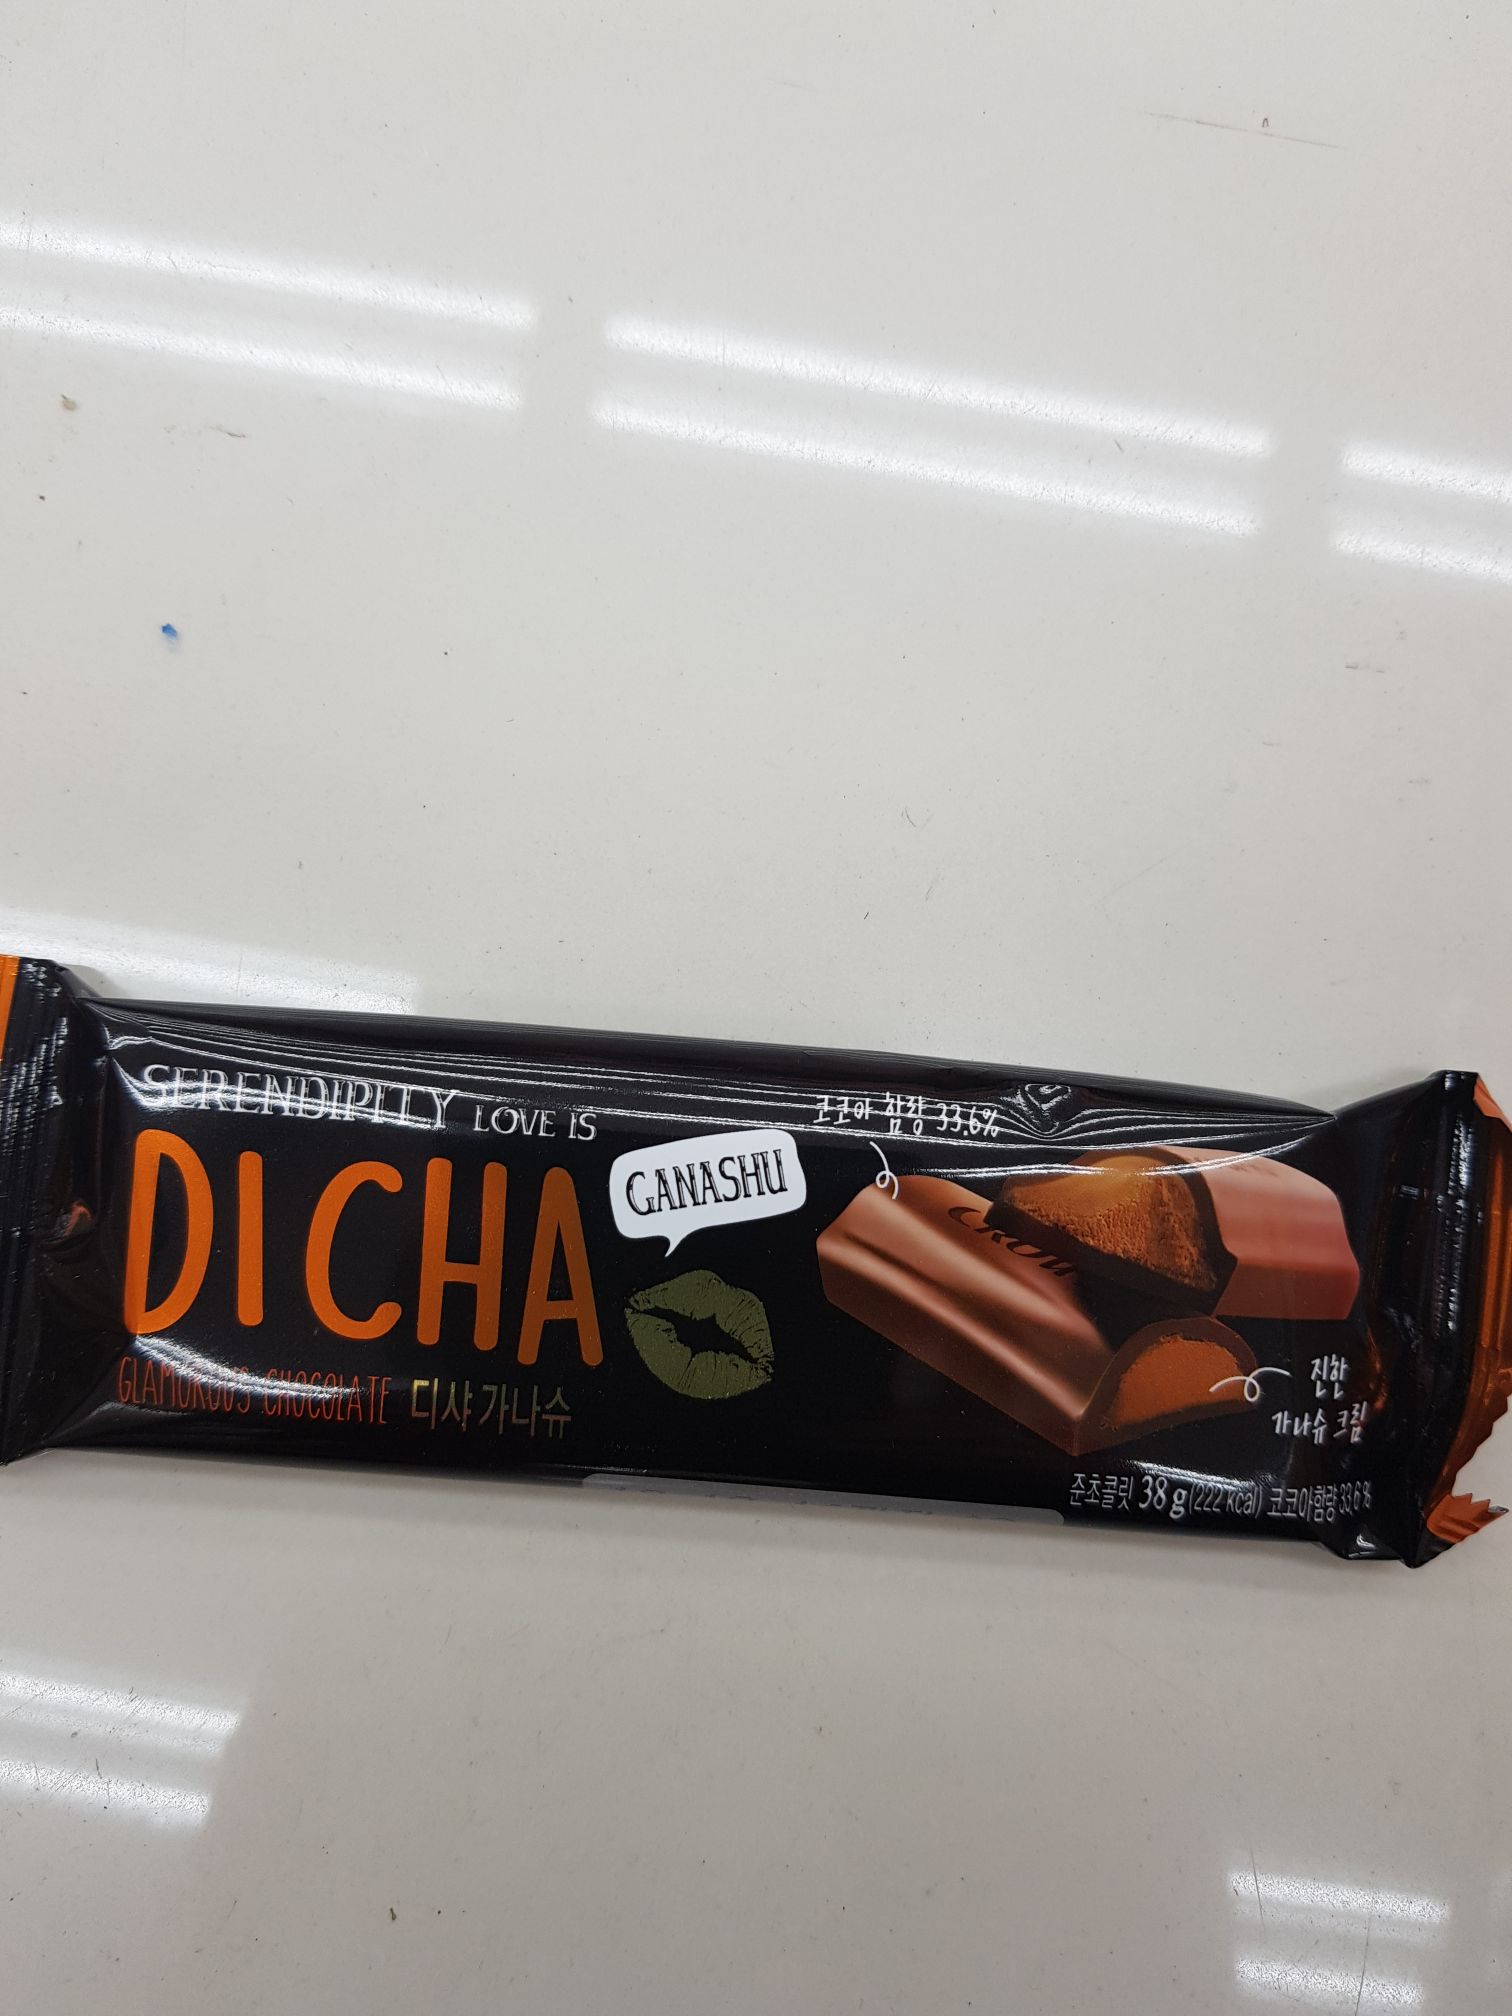 SERENDIPITY LOVE IS
코코아 함량 33.6%
DICHA
GANASHU
CROW
GLAMOROUS CHOCOLATE 디샤 가나슈
진한
가나슈 크림
준초콜릿 38g(222 kcal) 코코아함량 33.6%